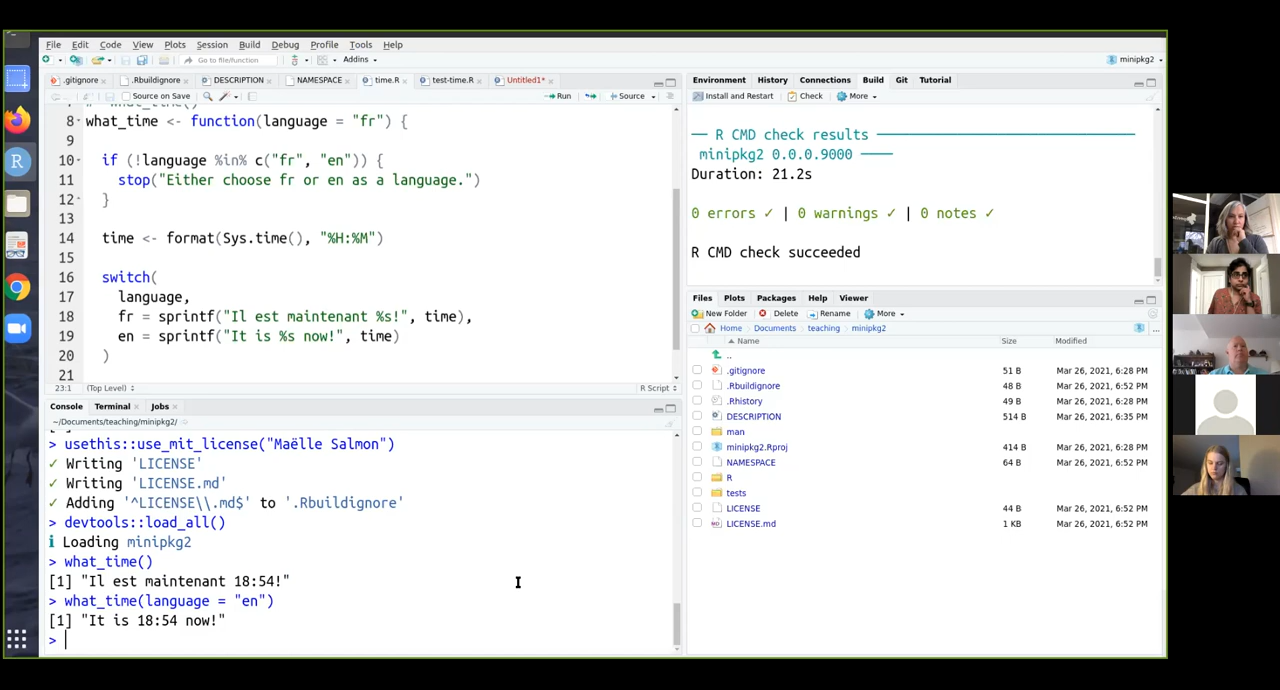 File Edit Code View Plots Session Build Debug Profile Tools Help
Go to file/function Addins minipkg2
.gitignore .Rbuildignore DESCRIPTION NAMESPACE time.R test-time.R Untitled1*
Source on Save Run Source
8 what_time <- function(language = "fr") {
9
10 if (!language %in% c("fr", "en")) {
11 stop("Either choose fr or en as a language.")
12 }
13
14 time <- format(Sys.time(), "%H:%M")
15
16 switch(
17 language,
18 fr = sprintf("Il est maintenant %s!", time),
19 en = sprintf("It is %s now!", time)
20 )
21
23:1 (Top Level) R Script
Console Terminal Jobs
~/Documents/teaching/minipkg2/
> usethis::use_mit_license("Maëlle Salmon")
✓ Writing 'LICENSE'
✓ Writing 'LICENSE.md'
✓ Adding '^LICENSE\\.md$' to '.Rbuildignore'
> devtools::load_all()
ℹ Loading minipkg2
> what_time()
[1] "Il est maintenant 18:54!"
> what_time(language = "en")
[1] "It is 18:54 now!"
>
Environment History Connections Build Git Tutorial
Install and Restart Check More
── R CMD check results ──────────
minipkg2 0.0.0.9000 ────
Duration: 21.2s
0 errors ✓ | 0 warnings ✓ | 0 notes ✓
R CMD check succeeded
Files Plots Packages Help Viewer
New Folder Delete Rename More
Home Documents teaching minipkg2 ...
Name Size Modified
..
.gitignore 51 B Mar 26, 2021, 6:28 PM
.Rbuildignore 48 B Mar 26, 2021, 6:52 PM
.Rhistory 49 B Mar 26, 2021, 6:28 PM
DESCRIPTION 514 B Mar 26, 2021, 6:35 PM
man
minipkg2.Rproj 414 B Mar 26, 2021, 6:28 PM
NAMESPACE 64 B Mar 26, 2021, 6:52 PM
R
tests
LICENSE 44 B Mar 26, 2021, 6:52 PM
LICENSE.md 1 KB Mar 26, 2021, 6:52 PM